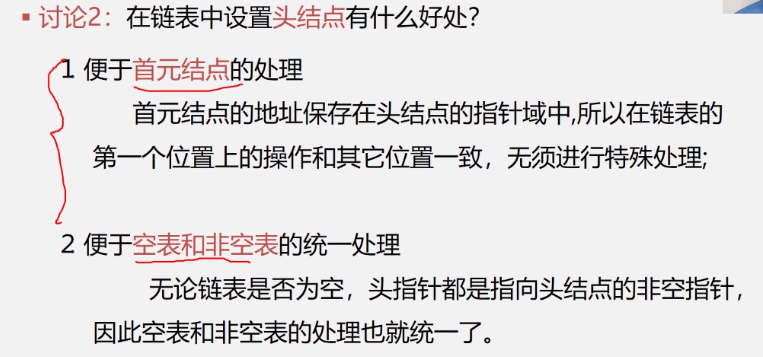 ▪ 讨论2：在链表中设置头结点有什么好处？
1 便于首元结点的处理
首元结点的地址保存在头结点的指针域中,所以在链表的
第一个位置上的操作和其它位置一致，无须进行特殊处理;
2 便于空表和非空表的统一处理
无论链表是否为空，头指针都是指向头结点的非空指针，
因此空表和非空表的处理也就统一了。